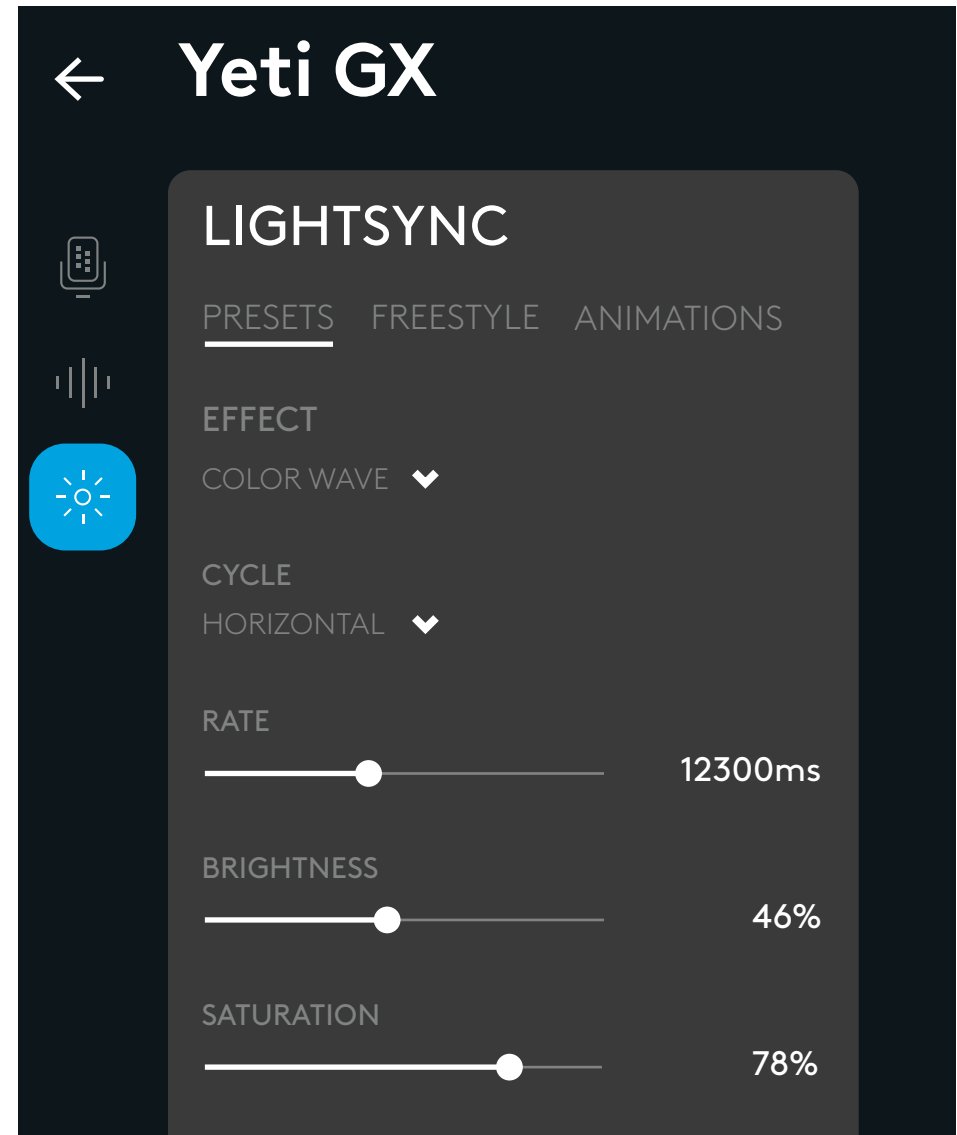 Yeti GX
LIGHTSYNC
PRESETS FREESTYLE ANIMATIONS
EFFECT
COLOR WAVE
CYCLE
HORIZONTAL
RATE
12300ms
BRIGHTNESS
46%
SATURATION
78%